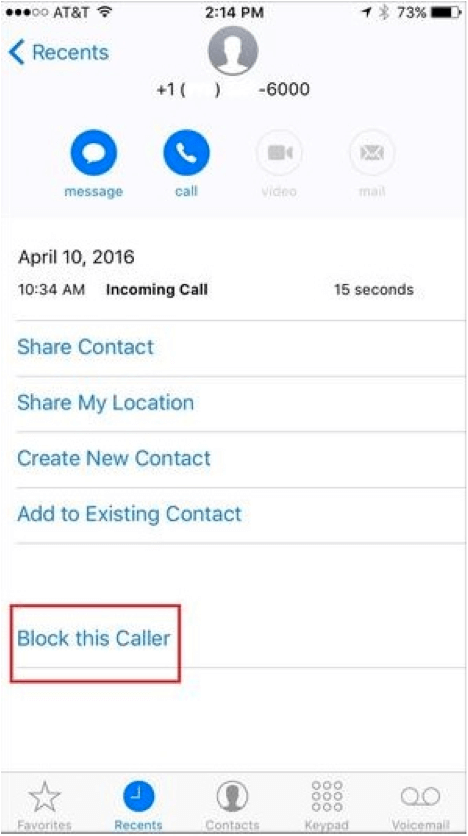 AT&T 2:14 PM 73%
Recents
+1 ( ) -6000
message call video mail
April 10, 2016
10:34 AM Incoming Call 15 seconds
Share Contact
Share My Location
Create New Contact
Add to Existing Contact
Block this Caller
Favorites Recents Contacts Keypad Voicemail